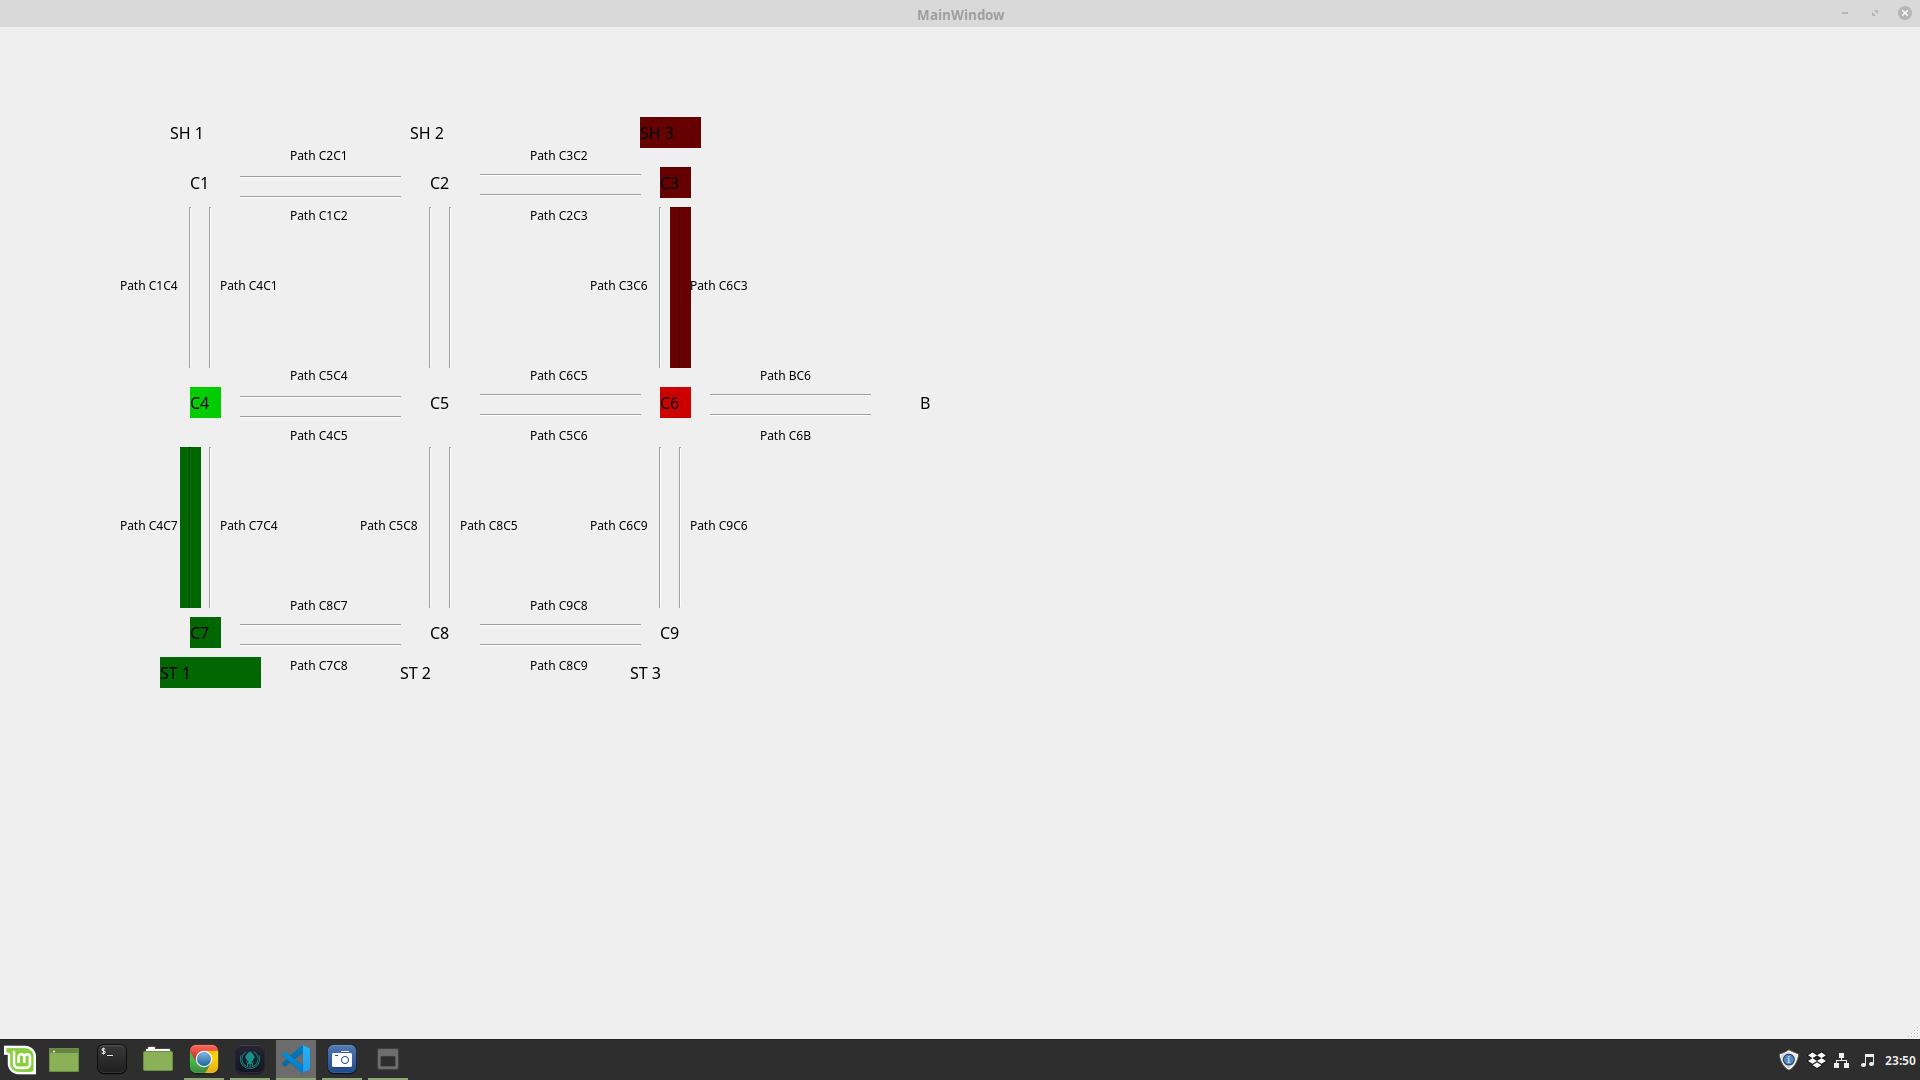 MainWindow
SH 1
SH 2
SH 3
Path C2C1
Path C3C2
C1
C2
C3
Path C1C2
Path C2C3
Path C1C4
Path C4C1
Path C3C6
Path C6C3
Path C5C4
Path C6C5
Path BC6
C4
C5
C6
B
Path C4C5
Path C5C6
Path C6B
Path C4C7
Path C7C4
Path C5C8
Path C8C5
Path C6C9
Path C9C6
Path C8C7
Path C9C8
C7
C8
C9
Path C7C8
Path C8C9
ST 1
ST 2
ST 3
23:50